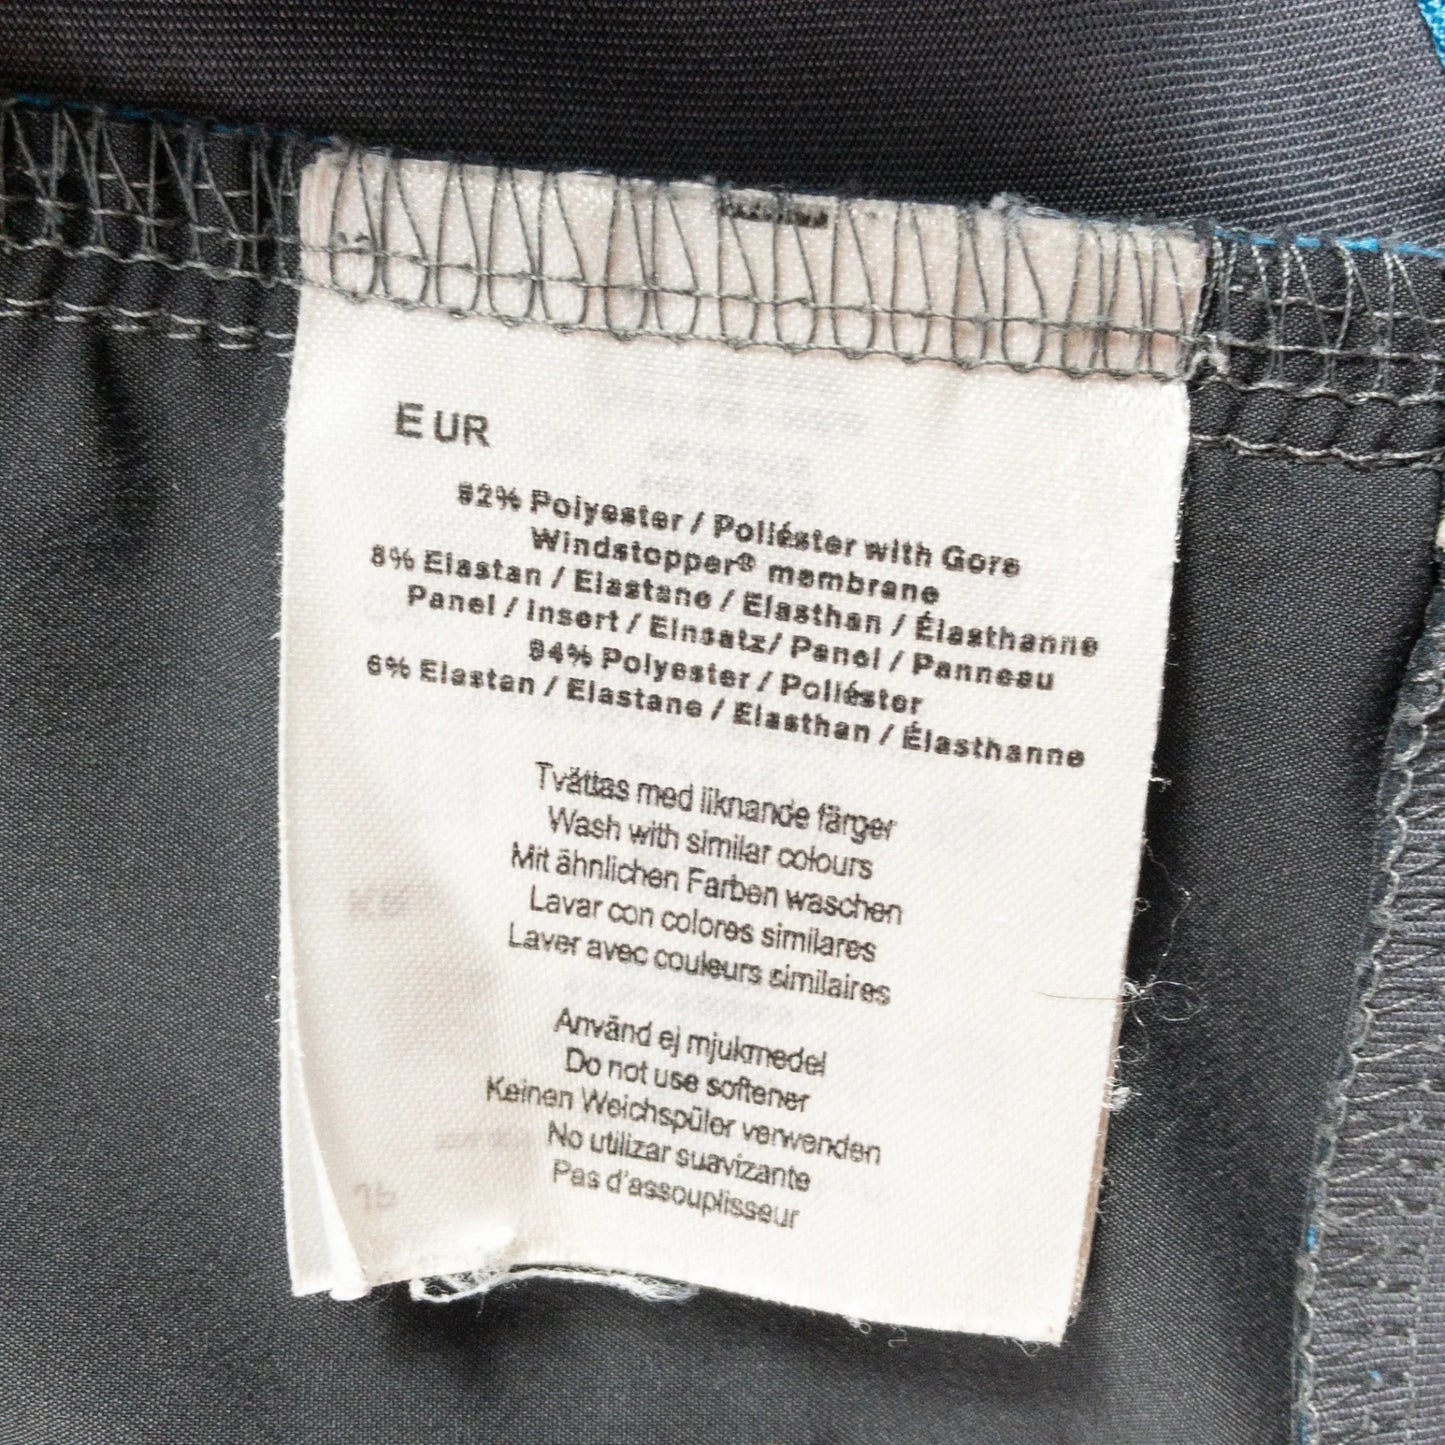 EUR
92% Polyester / Poliéster with Gore
Windstopper® membrane
8% Elastan / Elastane / Elasthan / Élasthanne
Panel / Insert / Einsatz/ Panel / Panneau
94% Polyester / Poliéster
6% Elastan / Elastane / Elasthan / Élasthanne
Tvättas med liknande färger
Wash with similar colours
Mit ähnlichen Farben waschen
Lavar con colores similares
Laver avec couleurs similaires
Använd ej mjukmedel
Do not use softener
Keinen Weichspüler verwenden
No utilizar suavizante
Pas d'assouplisseur